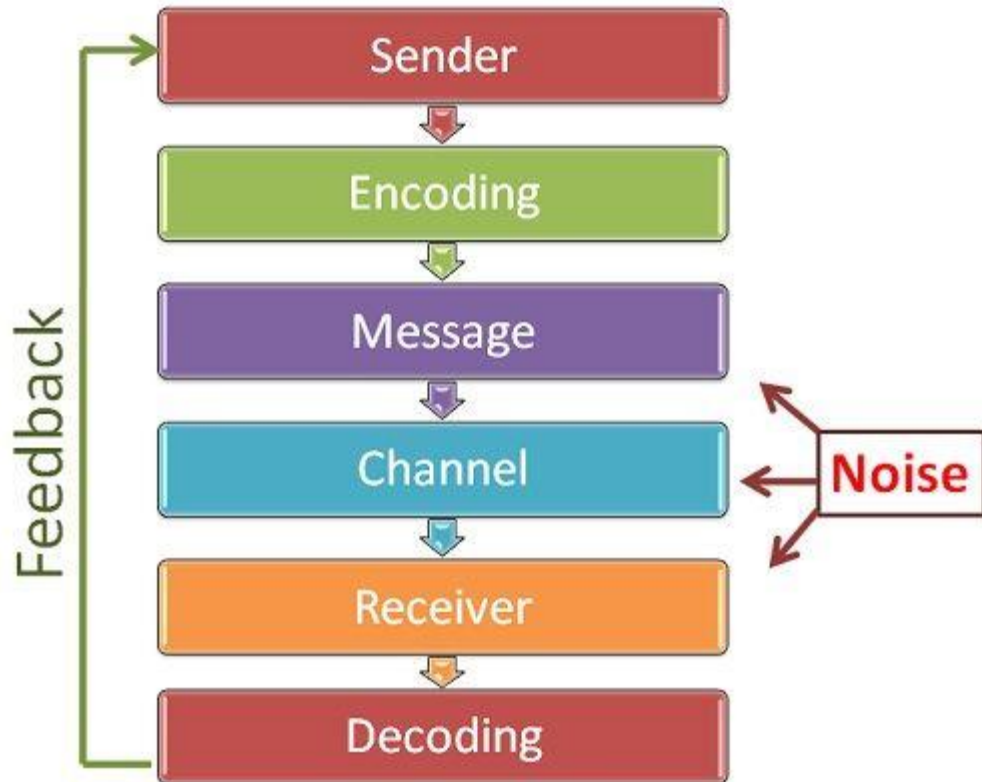 Sender
Encoding
Message
Channel
Receiver
Decoding
Feedback
Noise